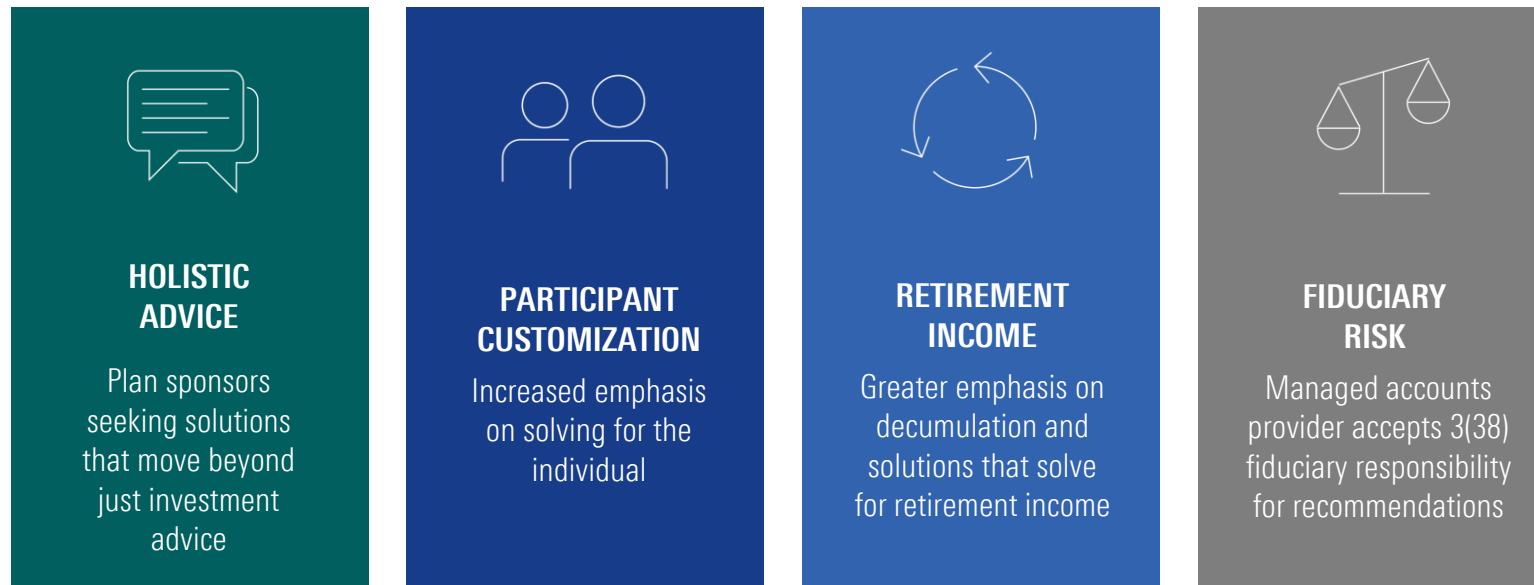 HOLISTIC
ADVICE
Plan sponsors
seeking solutions
that move beyond
just investment
advice
PARTICIPANT
CUSTOMIZATION
Increased emphasis
on solving for the
individual
RETIREMENT
INCOME
Greater emphasis on
decumulation and
solutions that solve
for retirement income
FIDUCIARY
RISK
Managed accounts
provider accepts 3(38)
fiduciary responsibility
for recommendations